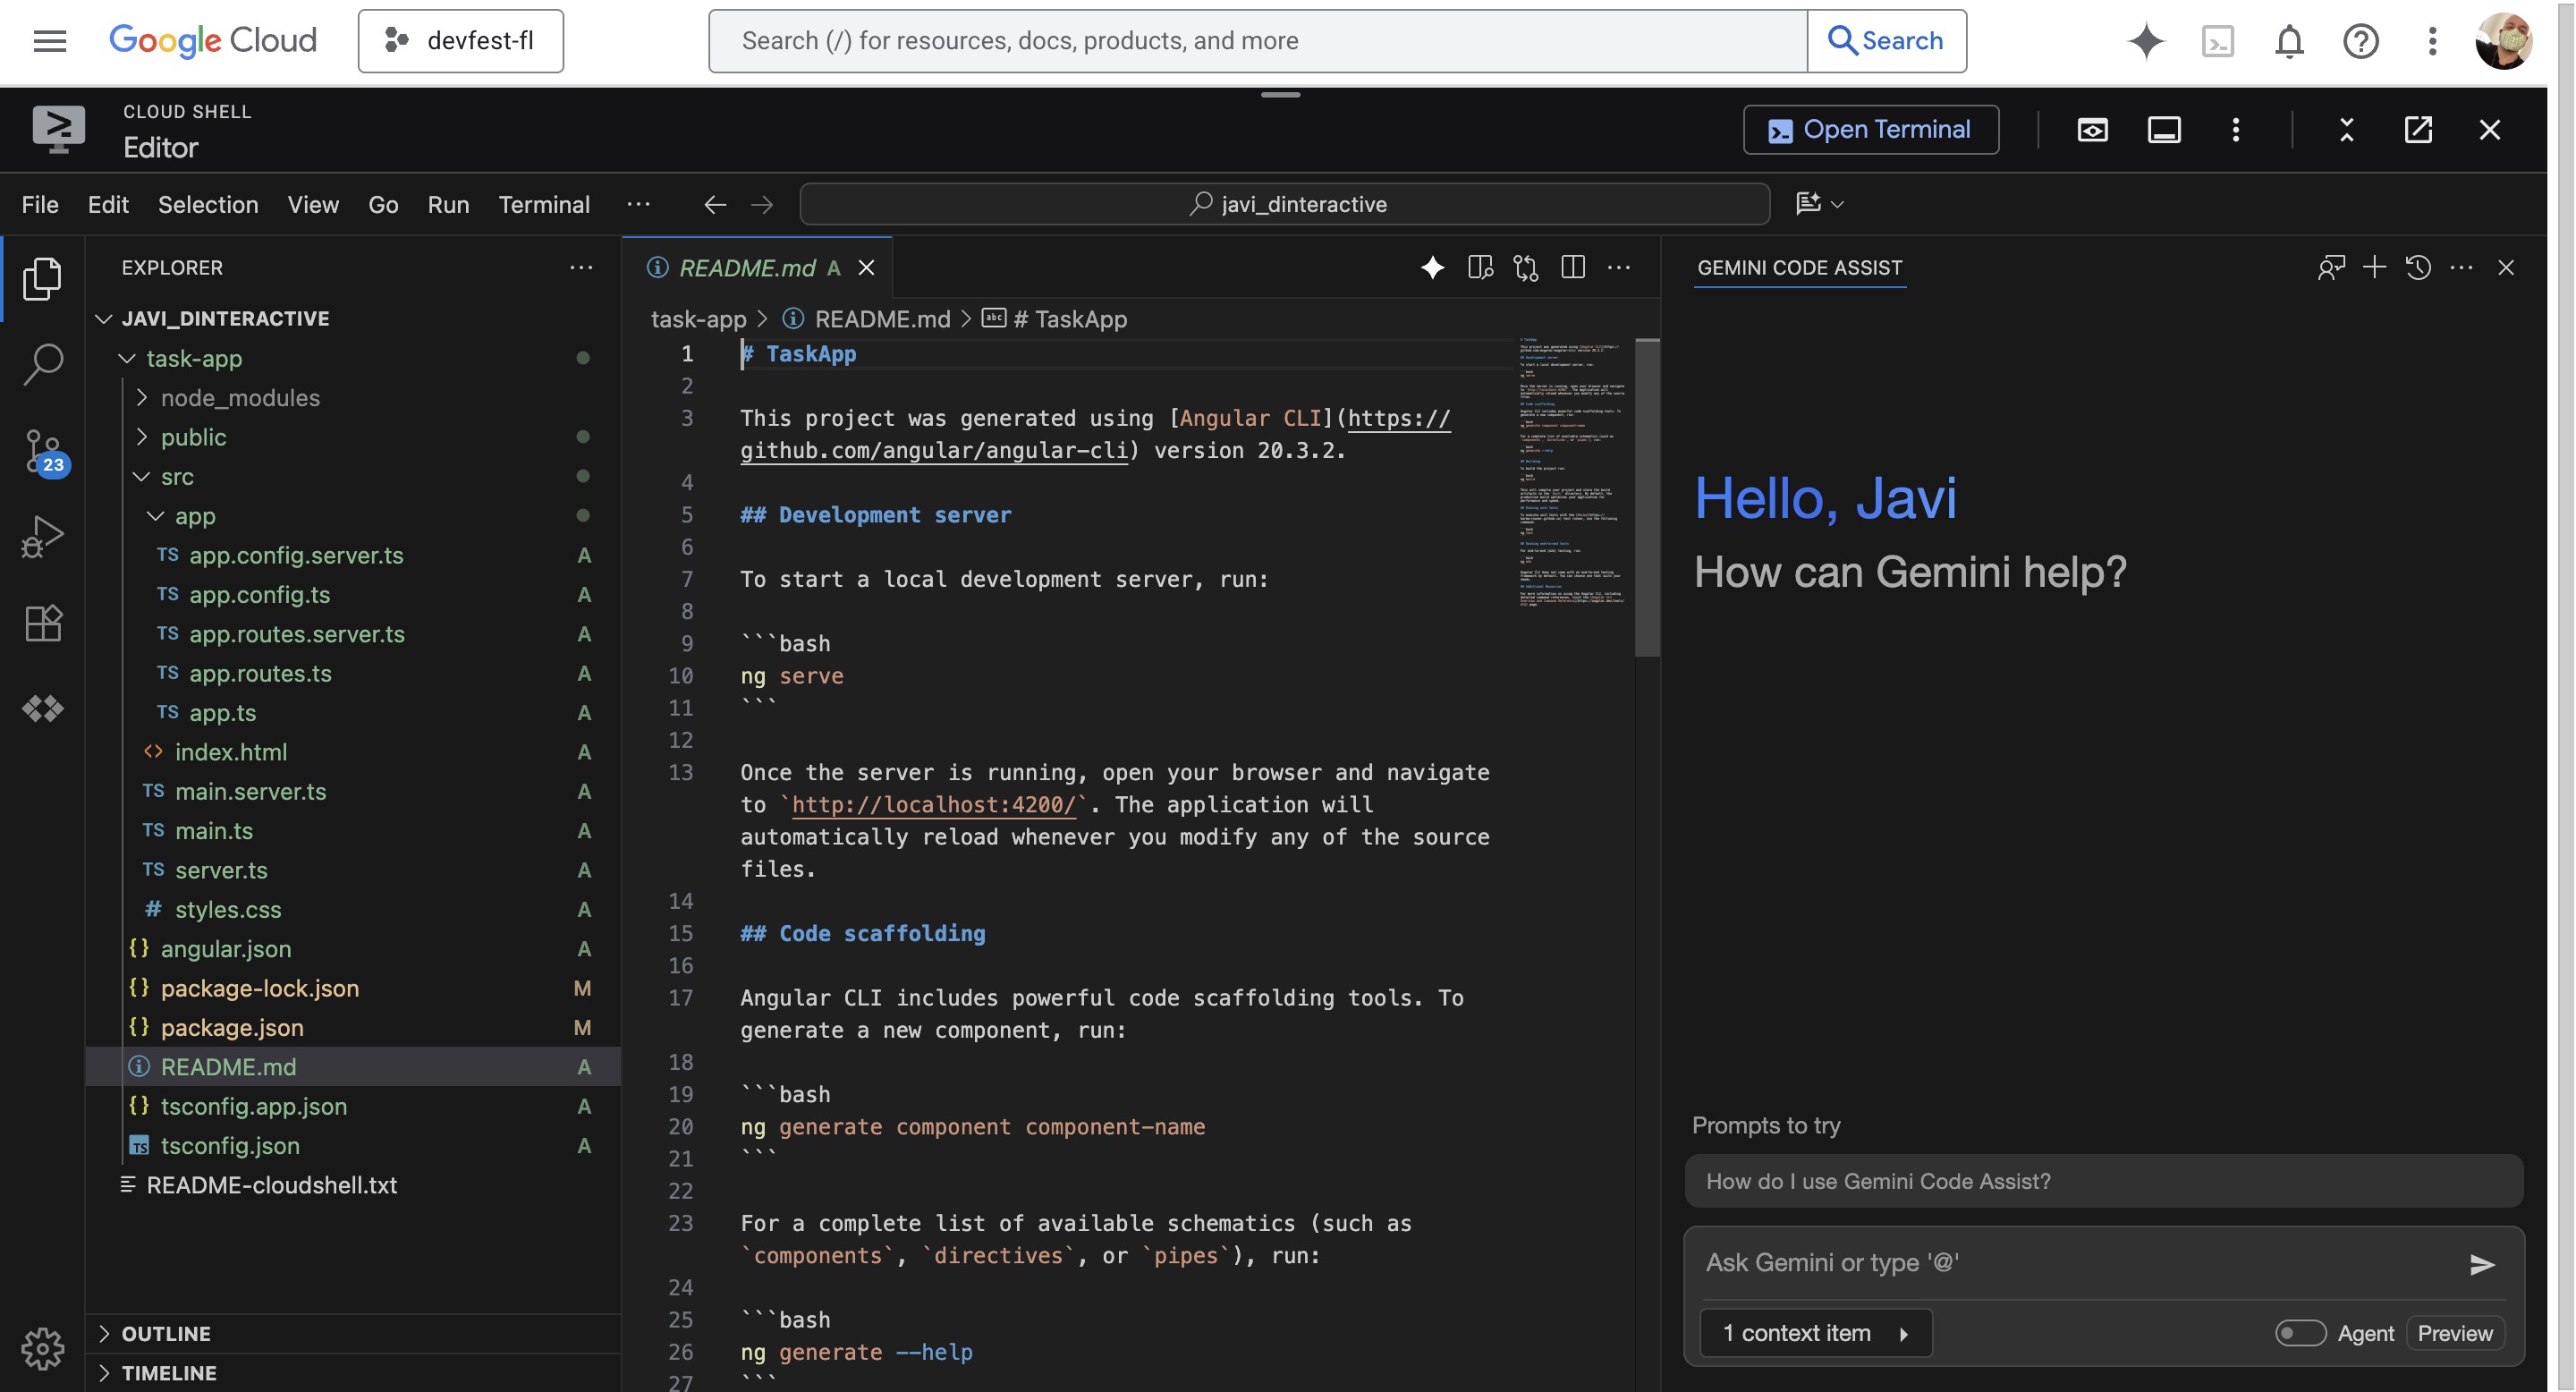 Google Cloud
devfest-fl
Search (/) for resources, docs, products, and more
Search
CLOUD SHELL
Editor
Open Terminal
File Edit Selection View Go Run Terminal
javi_dinteractive
EXPLORER
JAVI_DINTERACTIVE
task-app
node_modules
public
src
app
TS app.config.server.ts A
TS app.config.ts A
TS app.routes.server.ts A
TS app.routes.ts A
TS app.ts A
<> index.html A
TS main.server.ts A
TS main.ts A
TS server.ts A
# styles.css A
{} angular.json A
{} package-lock.json M
{} package.json M
README.md A
{} tsconfig.app.json A
TS tsconfig.json A
README-cloudshell.txt
OUTLINE
TIMELINE
23
README.md A
task-app > README.md > abc # TaskApp
1 # TaskApp
2
3 This project was generated using [Angular CLI](https://
github.com/angular/angular-cli) version 20.3.2.
4
5 ## Development server
6
7 To start a local development server, run:
8
9 ```bash
10 ng serve
11 ```
12
13 Once the server is running, open your browser and navigate
to `http://localhost:4200/`. The application will
automatically reload whenever you modify any of the source
files.
14
15 ## Code scaffolding
16
17 Angular CLI includes powerful code scaffolding tools. To
generate a new component, run:
18
19 ```bash
20 ng generate component component-name
21 ```
22
23 For a complete list of available schematics (such as
`components`, `directives`, or `pipes`), run:
24
25 ```bash
26 ng generate --help
27 ```
GEMINI CODE ASSIST
Hello, Javi
How can Gemini help?
Prompts to try
How do I use Gemini Code Assist?
Ask Gemini or type '@'
1 context item
Agent
Preview